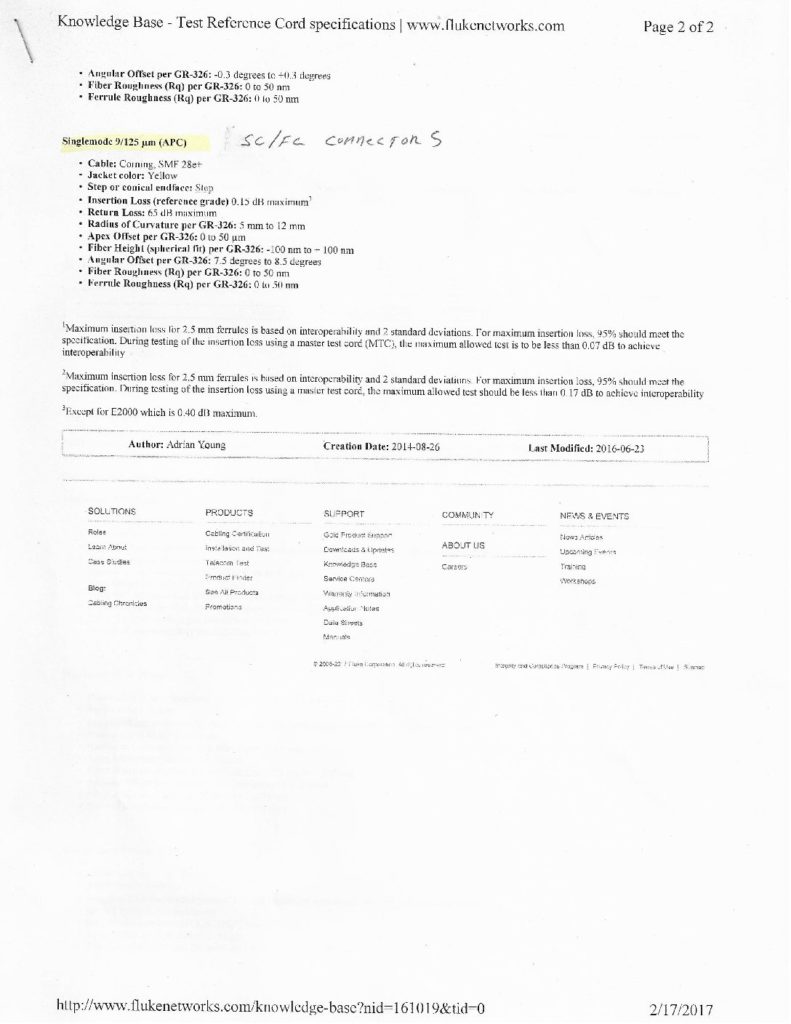 Knowledge Base - Test Reference Cord specifications | www.flukenetworks.com Page 2 of 2
• Angular Offset per GR-326: -0.3 degrees to +0.3 degrees
• Fiber Roughness (Rq) per GR-326: 0 to 50 nm
• Ferrule Roughness (Rq) per GR-326: 0 to 50 nm
Singlemode 9/125 µm (APC) SC/FC CONNECTORS
• Cable: Corning, SMF 28e+
• Jacket color: Yellow
• Step or conical endface: Step
• Insertion Loss (reference grade) 0.15 dB maximum³
• Return Loss: 65 dB maximum
• Radius of Curvature per GR-326: 5 mm to 12 mm
• Apex Offset per GR-326: 0 to 50 µm
• Fiber Height (spherical fit) per GR-326: -100 nm to + 100 nm
• Angular Offset per GR-326: 7.5 degrees to 8.5 degrees
• Fiber Roughness (Rq) per GR-326: 0 to 50 nm
• Ferrule Roughness (Rq) per GR-326: 0 to 50 nm
¹Maximum insertion loss for 2.5 mm ferrules is based on interoperability and 2 standard deviations. For maximum insertion loss, 95% should meet the
specification. During testing of the insertion loss using a master test cord (MTC), the maximum allowed test is to be less than 0.07 dB to achieve
interoperability
²Maximum insertion loss for 2.5 mm ferrules is based on interoperability and 2 standard deviations. For maximum insertion loss, 95% should meet the
specification. During testing of the insertion loss using a master test cord, the maximum allowed test should be less than 0.17 dB to achieve interoperability
³Except for E2000 which is 0.40 dB maximum.
Author: Adrian Young Creation Date: 2014-08-26 Last Modified: 2016-06-23
SOLUTIONS PRODUCTS SUPPORT COMMUNITY NEWS & EVENTS
Roles Cabling Certification Gold Product Support News Articles
Learn About Installation and Test Downloads & Updates ABOUT US Upcoming Events
Case Studies Telecom Test Knowledge Base Careers Training
Product Finder Service Centers Workshops
Blog: See All Products Warranty Information
Cabling Chronicles Promotions Application Notes
Data Sheets
Manuals
Fluke Corporation. All rights reserved Integrity and Compliance Program | Privacy Policy | Terms of Use | Sitemap
http://www.flukenetworks.com/knowledge-base?nid=161019&tid=0 2/17/2017